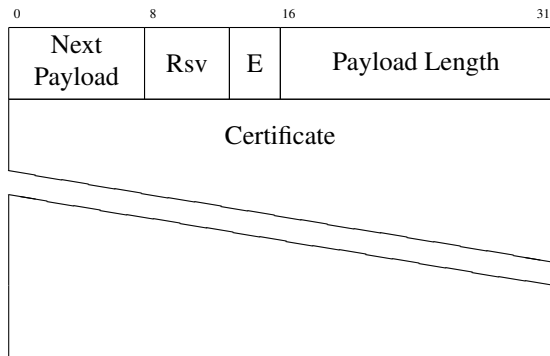 0 8 16 31
Next
Payload
Rsv
E
Payload Length
Certificate